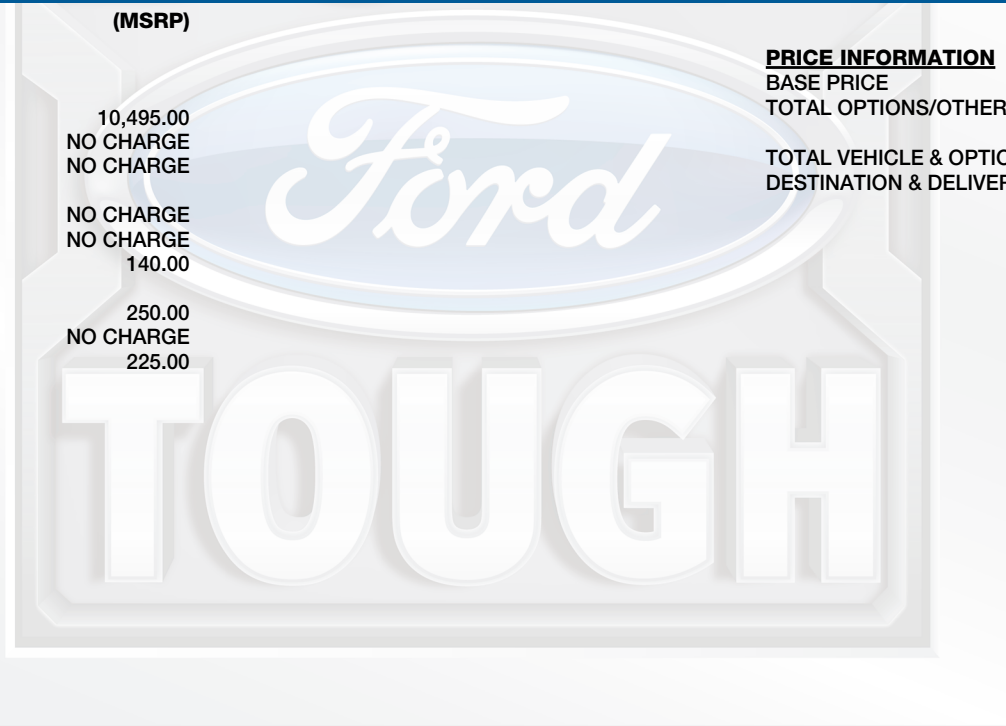 (MSRP)
10,495.00
NO CHARGE
NO CHARGE
NO CHARGE
NO CHARGE
140.00
250.00
NO CHARGE
225.00
PRICE INFORMATION
BASE PRICE
TOTAL OPTIONS/OTHER
TOTAL VEHICLE & OPTIO
DESTINATION & DELIVER
Ford
TOUGH